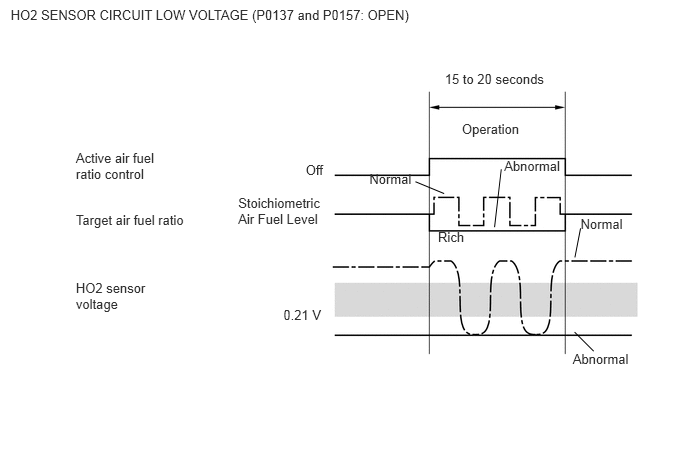 HO2 SENSOR CIRCUIT LOW VOLTAGE (P0137 and P0157: OPEN)
15 to 20 seconds
Operation
Active air fuel
ratio control
Off
Abnormal
Normal
Stoichiometric
Air Fuel Level
Target air fuel ratio
Rich
Normal
HO2 sensor
voltage
0.21 V
Abnormal